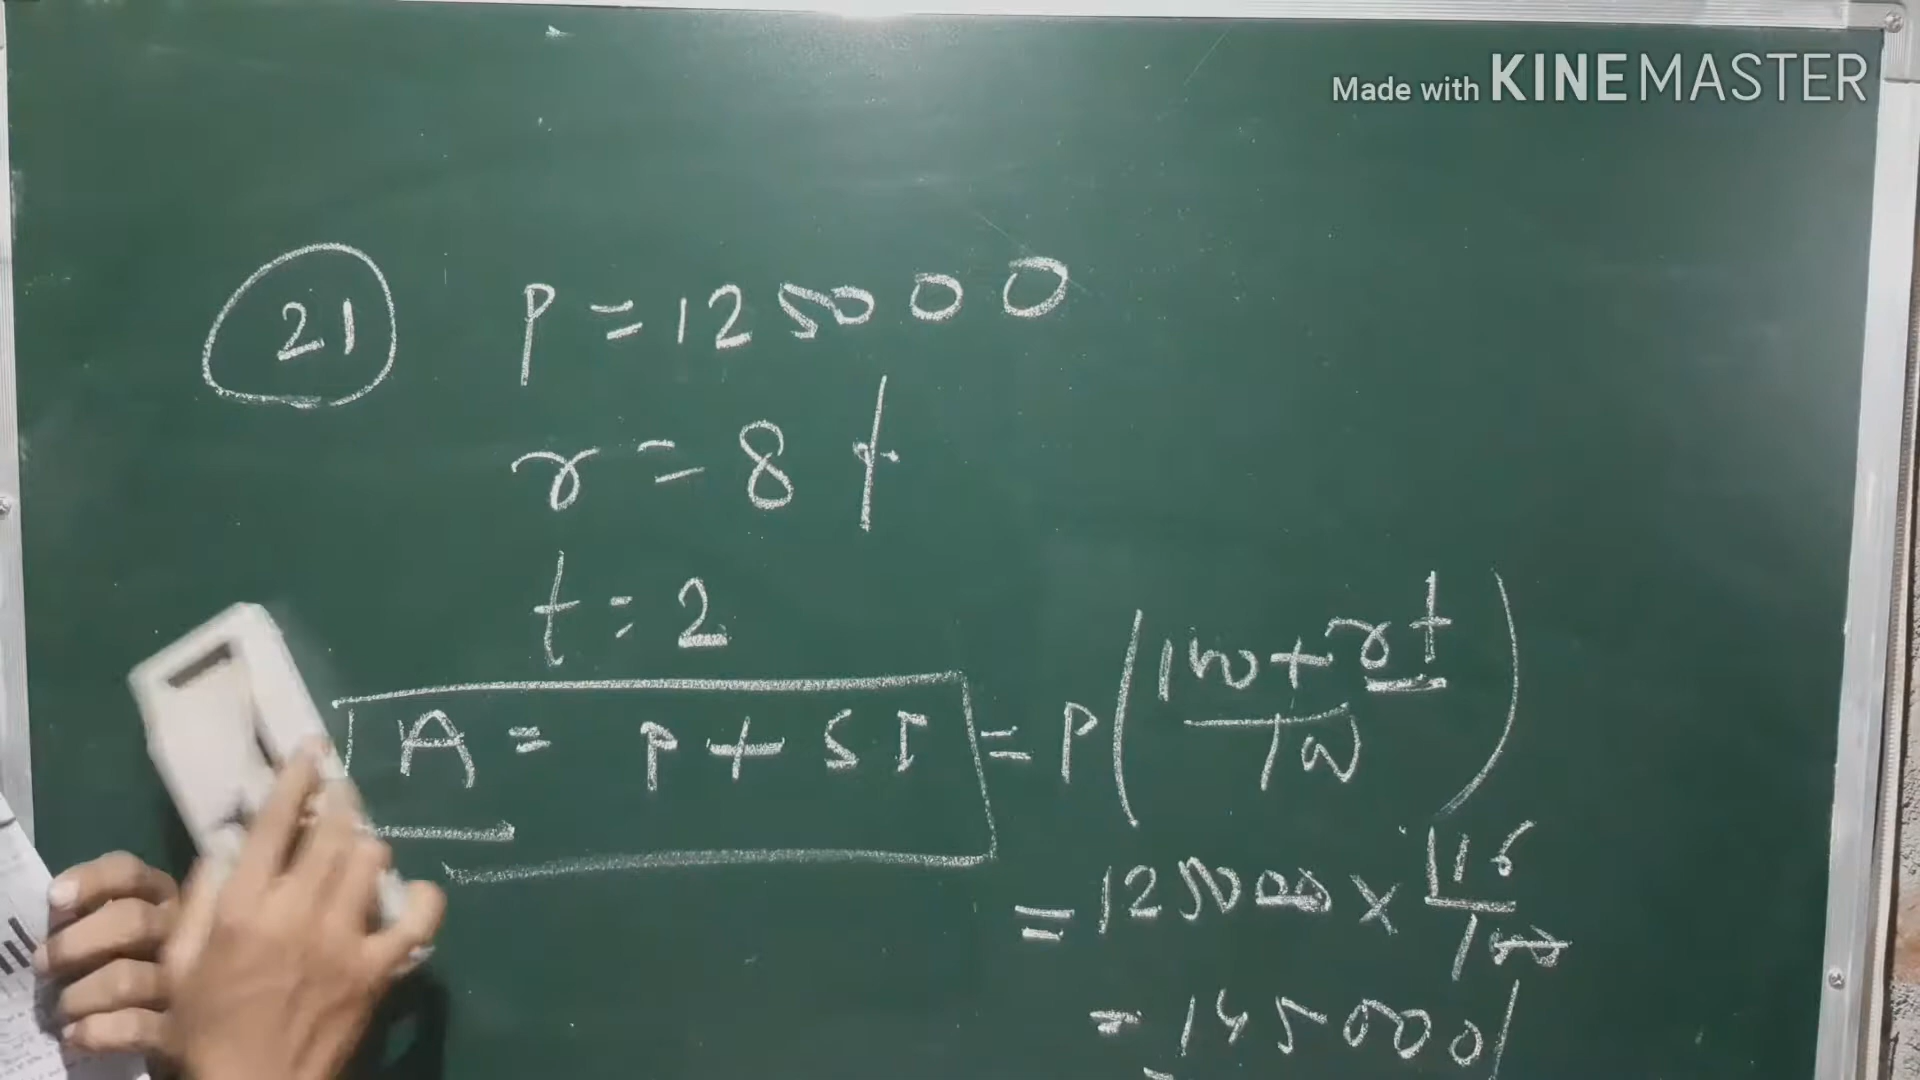 Made with KINEMASTER
21 P = 125000
r = 8 %
t = 2
A = P + SI = P(100 + rt / 100)
= 125000 × 116 / 100
= 145000/